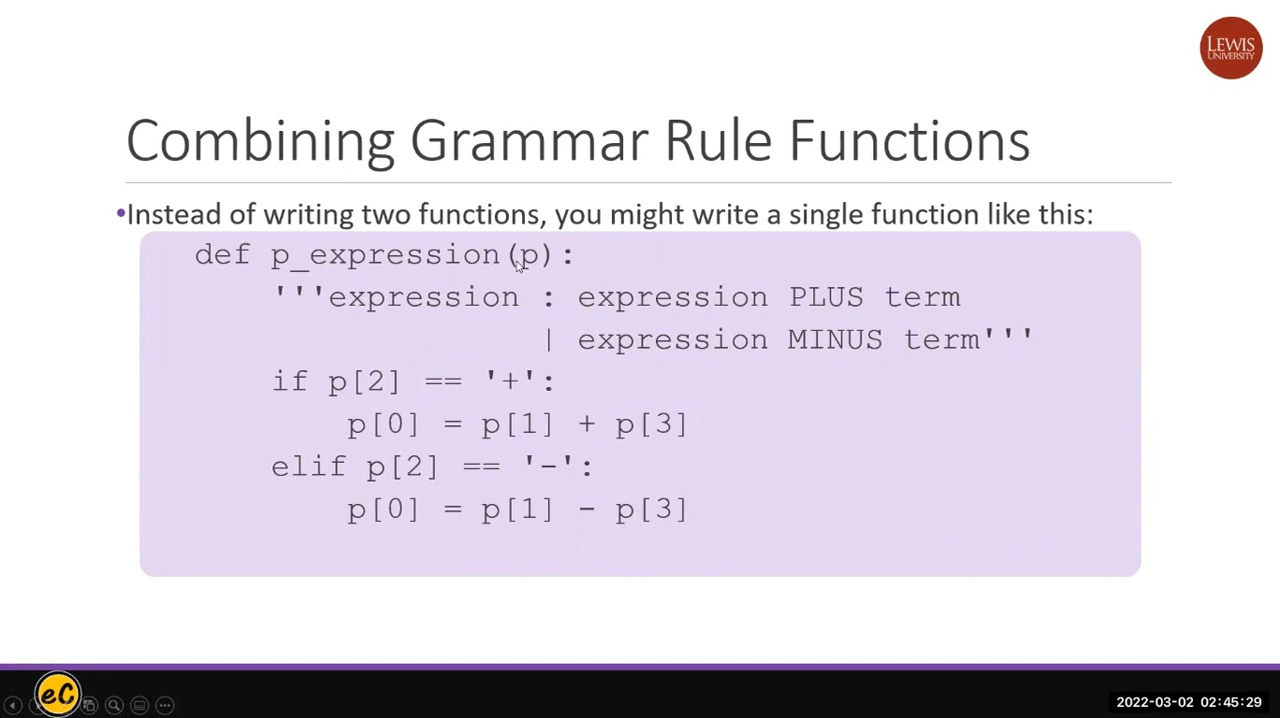 LEWIS
UNIVERSITY
Combining Grammar Rule Functions
•Instead of writing two functions, you might write a single function like this:
def p_expression(p):
    '''expression : expression PLUS term
                  | expression MINUS term'''
    if p[2] == '+':
        p[0] = p[1] + p[3]
    elif p[2] == '-':
        p[0] = p[1] - p[3]
eC
2022-03-02 02:45:29